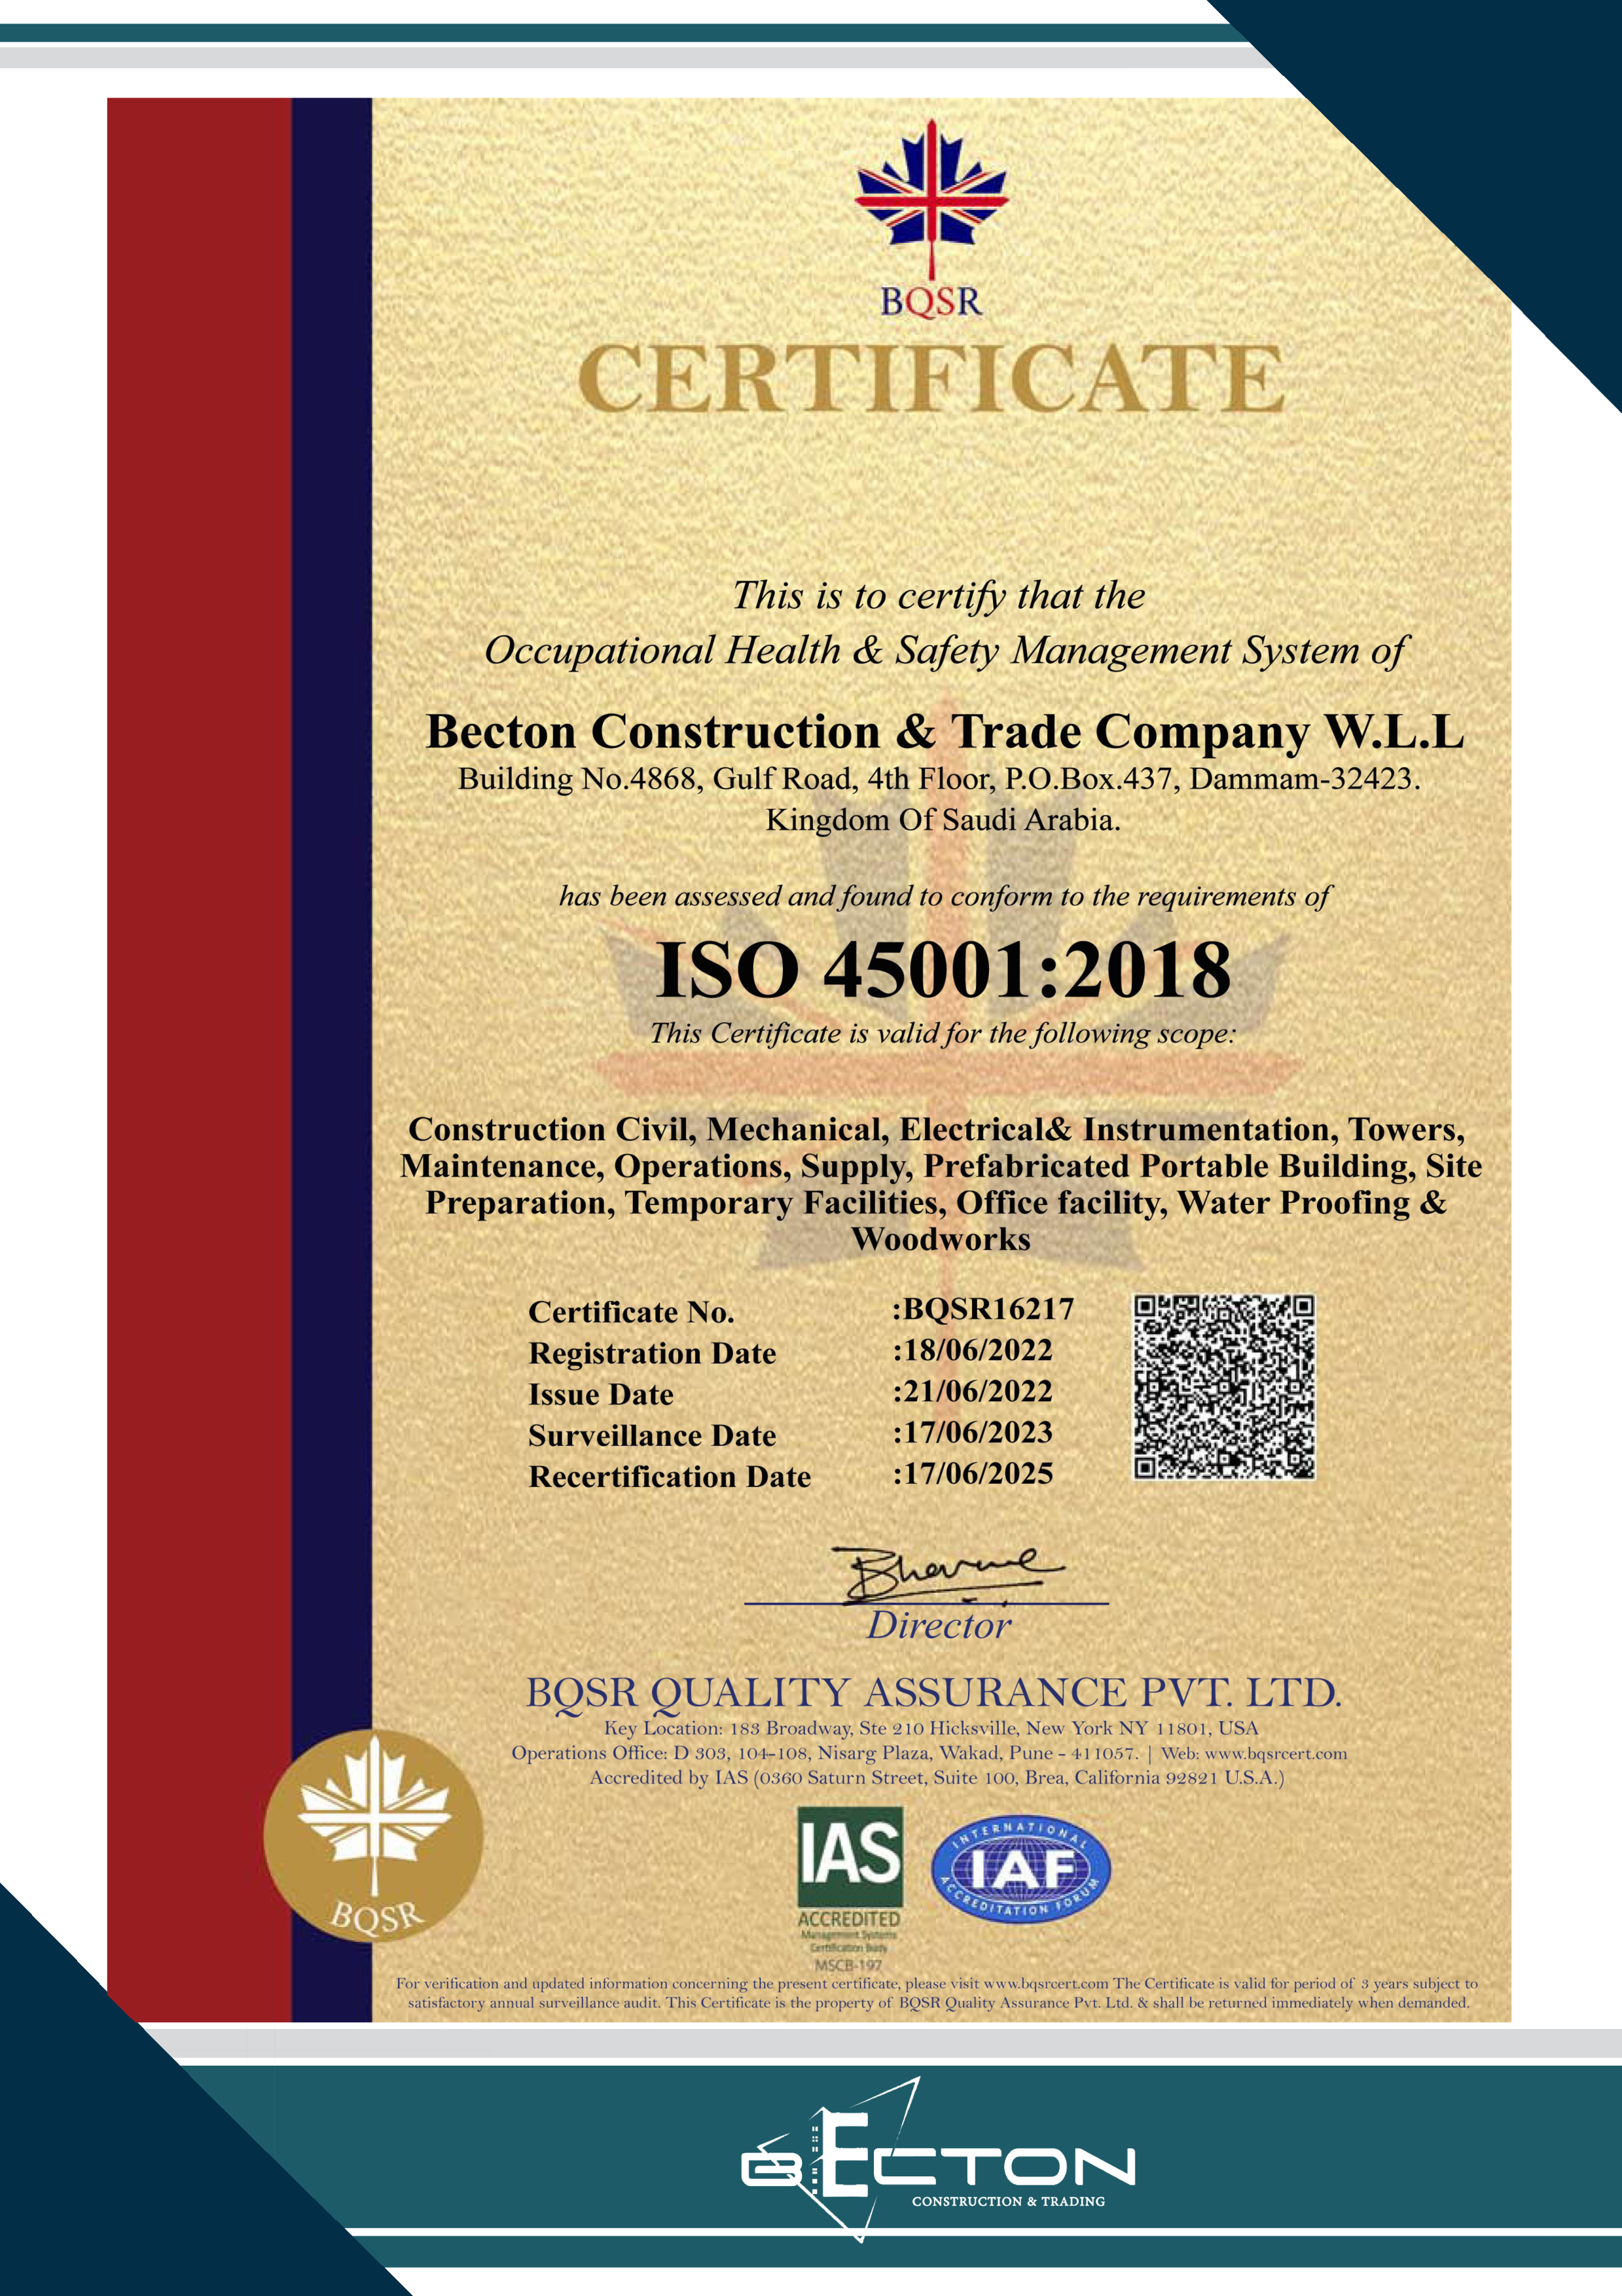 BQSR
CERTIFICATE
This is to certify that the
Occupational Health & Safety Management System of
Becton Construction & Trade Company W.L.L
Building No.4868, Gulf Road, 4th Floor, P.O.Box.437, Dammam-32423.
Kingdom Of Saudi Arabia.
has been assessed and found to conform to the requirements of
ISO 45001:2018
This Certificate is valid for the following scope:
Construction Civil, Mechanical, Electrical& Instrumentation, Towers,
Maintenance, Operations, Supply, Prefabricated Portable Building, Site
Preparation, Temporary Facilities, Office facility, Water Proofing &
Woodworks
Certificate No. :BQSR16217
Registration Date :18/06/2022
Issue Date :21/06/2022
Surveillance Date :17/06/2023
Recertification Date :17/06/2025
Director
BQSR QUALITY ASSURANCE PVT. LTD.
Key Location: 183 Broadway, Ste 210 Hicksville, New York NY 11801, USA
Operations Office: D 303, 104-108, Nisarg Plaza, Wakad, Pune - 411057. | Web: www.bqsrcert.com
Accredited by IAS (0360 Saturn Street, Suite 100, Brea, California 92821 U.S.A.)
IAS
ACCREDITED
Management Systems
Certification Body
MSCB-197
INTERNATIONAL
IAF
ACCREDITATION FORUM
BQSR
For verification and updated information concerning the present certificate, please visit www.bqsrcert.com The Certificate is valid for period of 3 years subject to
satisfactory annual surveillance audit. This Certificate is the property of BQSR Quality Assurance Pvt. Ltd. & shall be returned immediately when demanded.
BECTON
CONSTRUCTION & TRADING